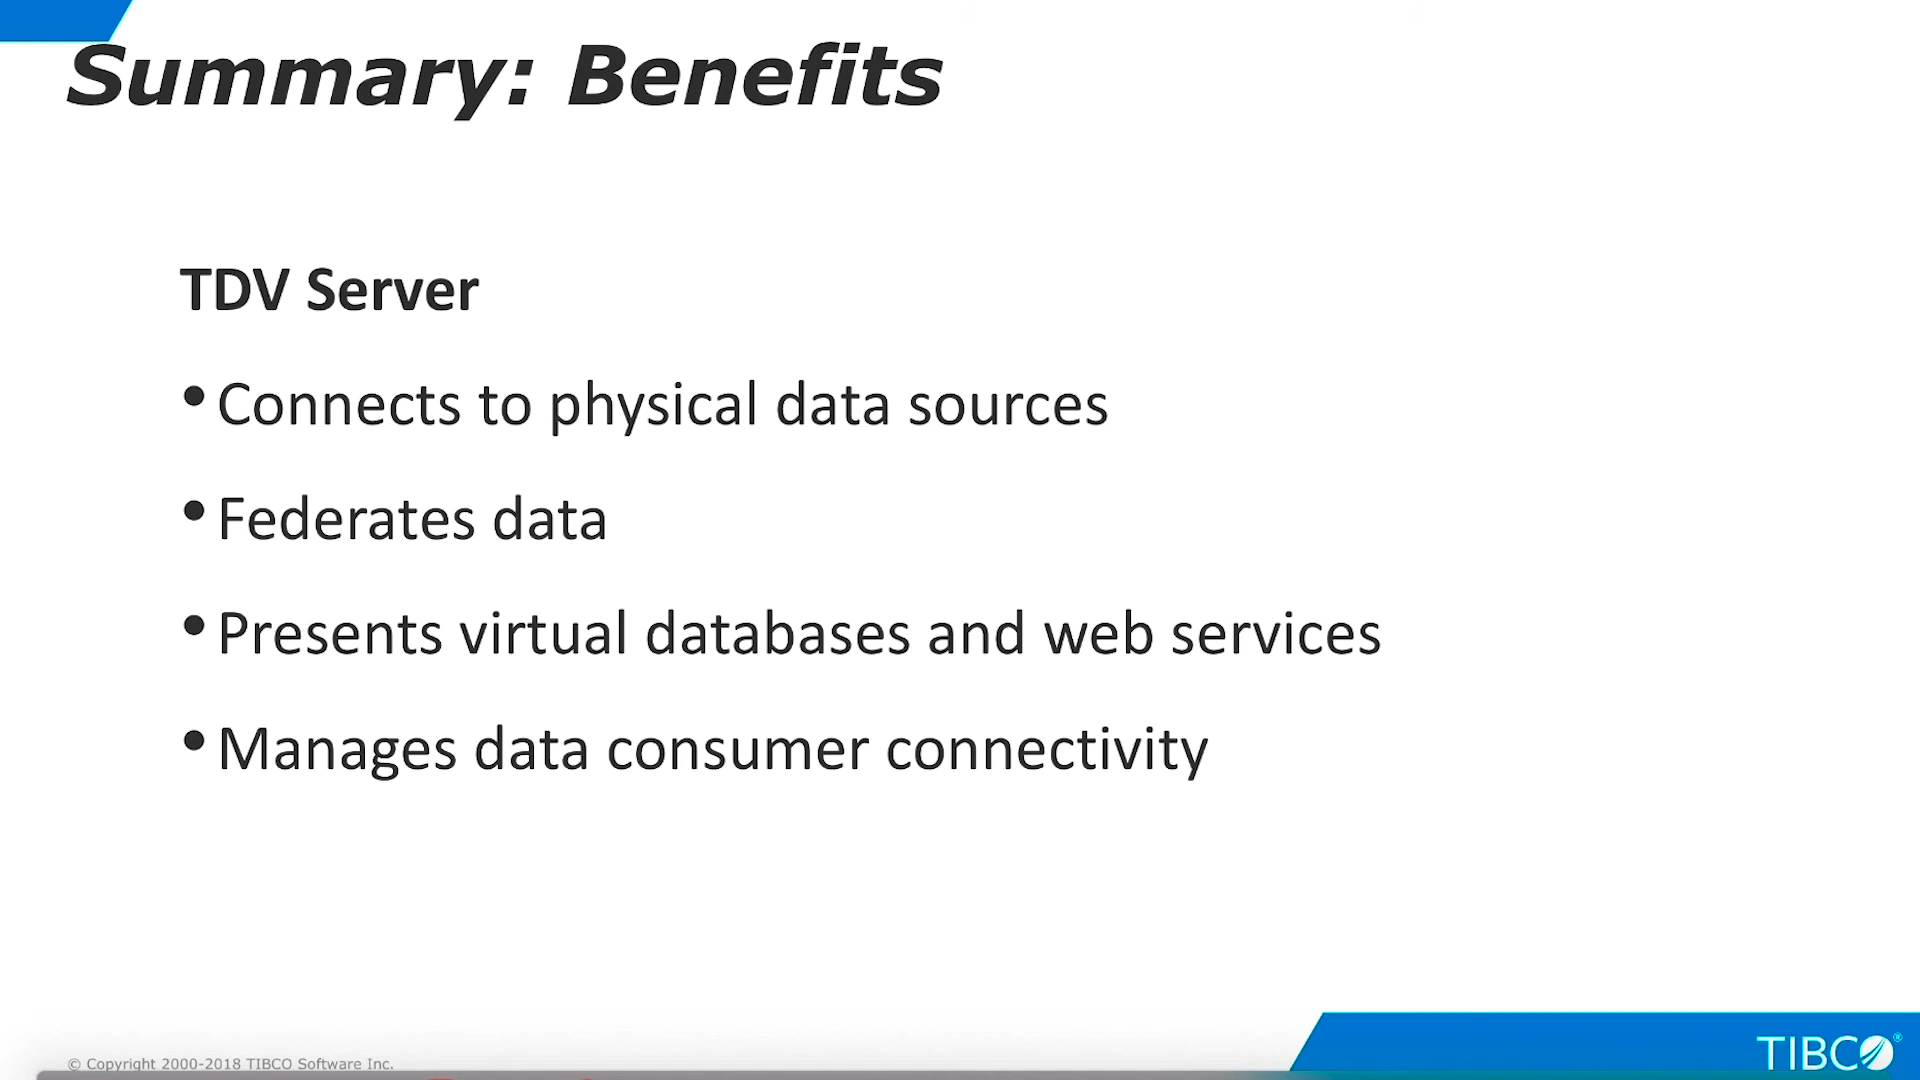 Summary: Benefits
TDV Server
• Connects to physical data sources
• Federates data
• Presents virtual databases and web services
• Manages data consumer connectivity
© Copyright 2000-2018 TIBCO Software Inc.
TIBCO®